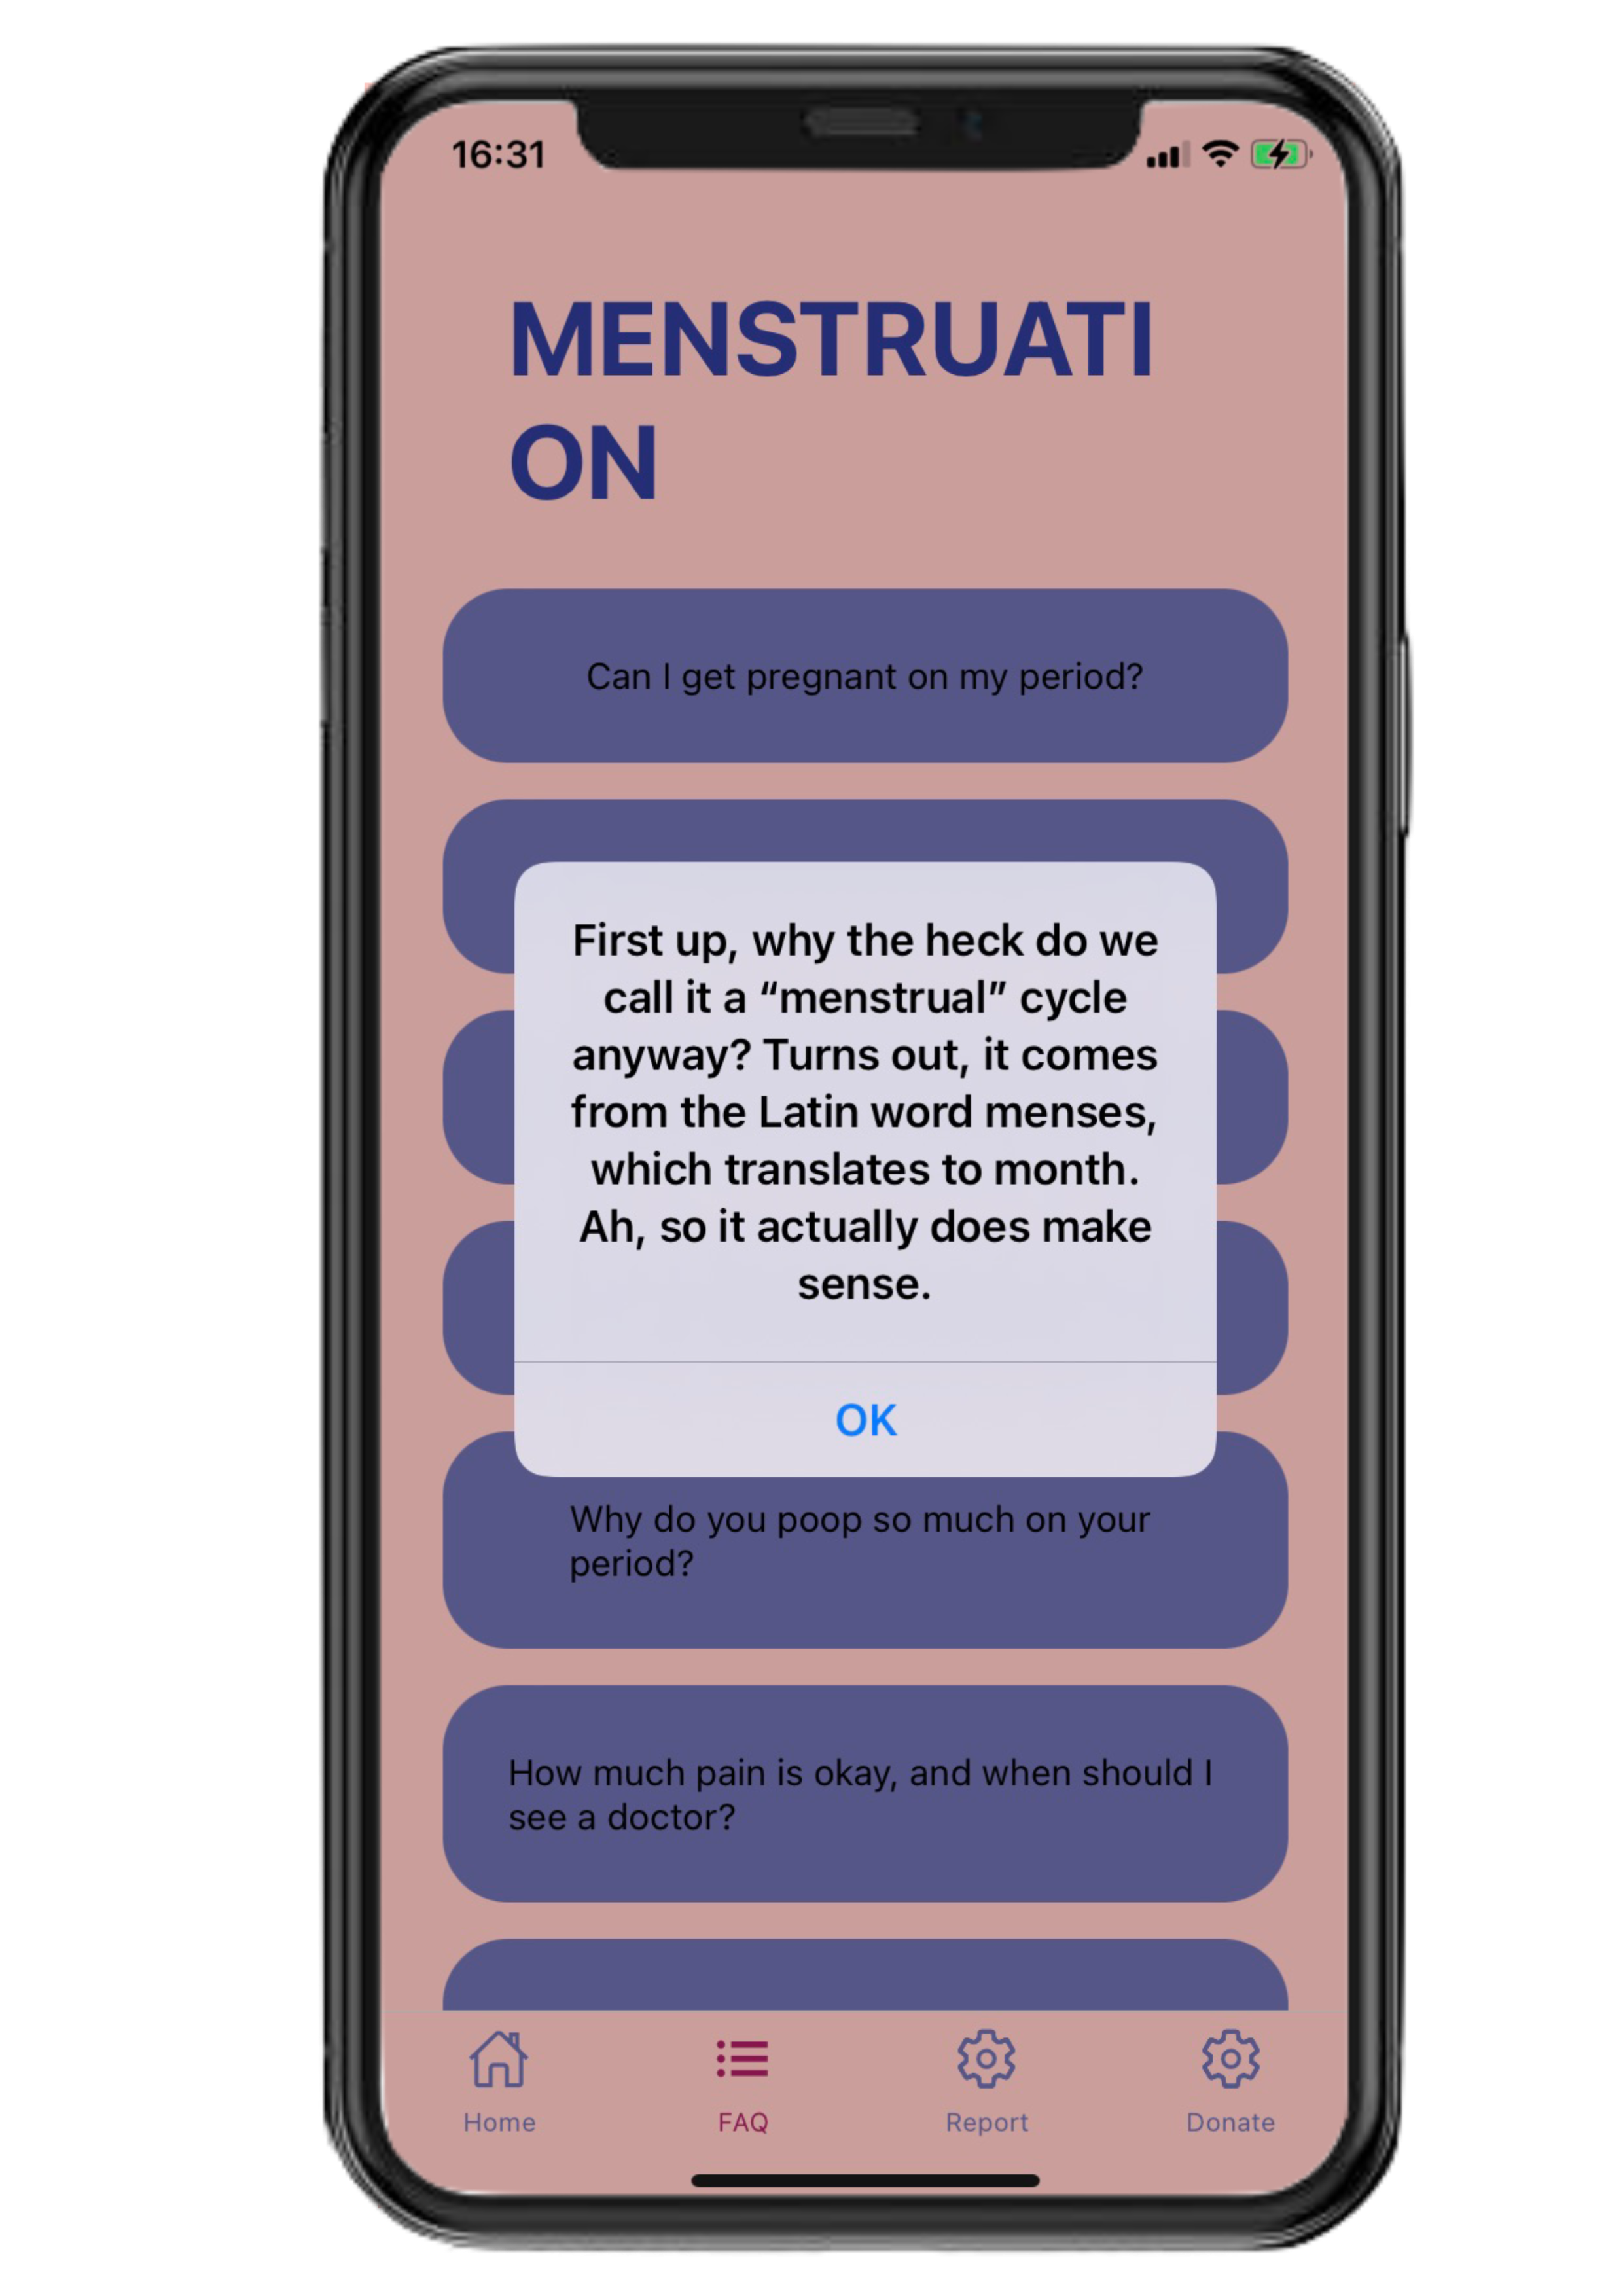 16:31
MENSTRUATI
ON
Can I get pregnant on my period?
First up, why the heck do we
call it a “menstrual” cycle
anyway? Turns out, it comes
from the Latin word menses,
which translates to month.
Ah, so it actually does make
sense.
OK
Why do you poop so much on your
period?
How much pain is okay, and when should I
see a doctor?
Home
FAQ
Report
Donate